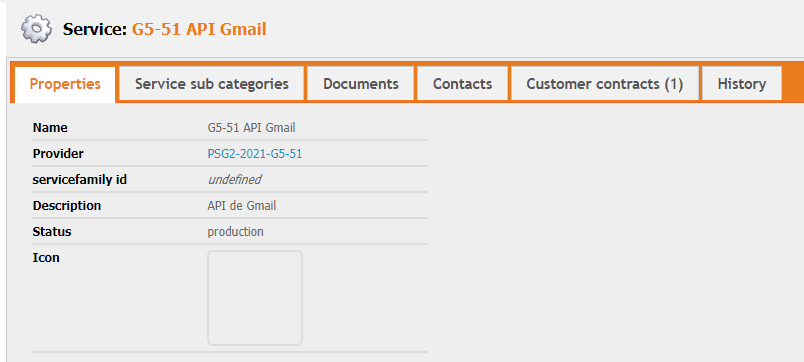 Service: G5-51 API Gmail
Properties Service sub categories Documents Contacts Customer contracts (1) History
Name G5-51 API Gmail
Provider PSG2-2021-G5-51
servicefamily id undefined
Description API de Gmail
Status production
Icon